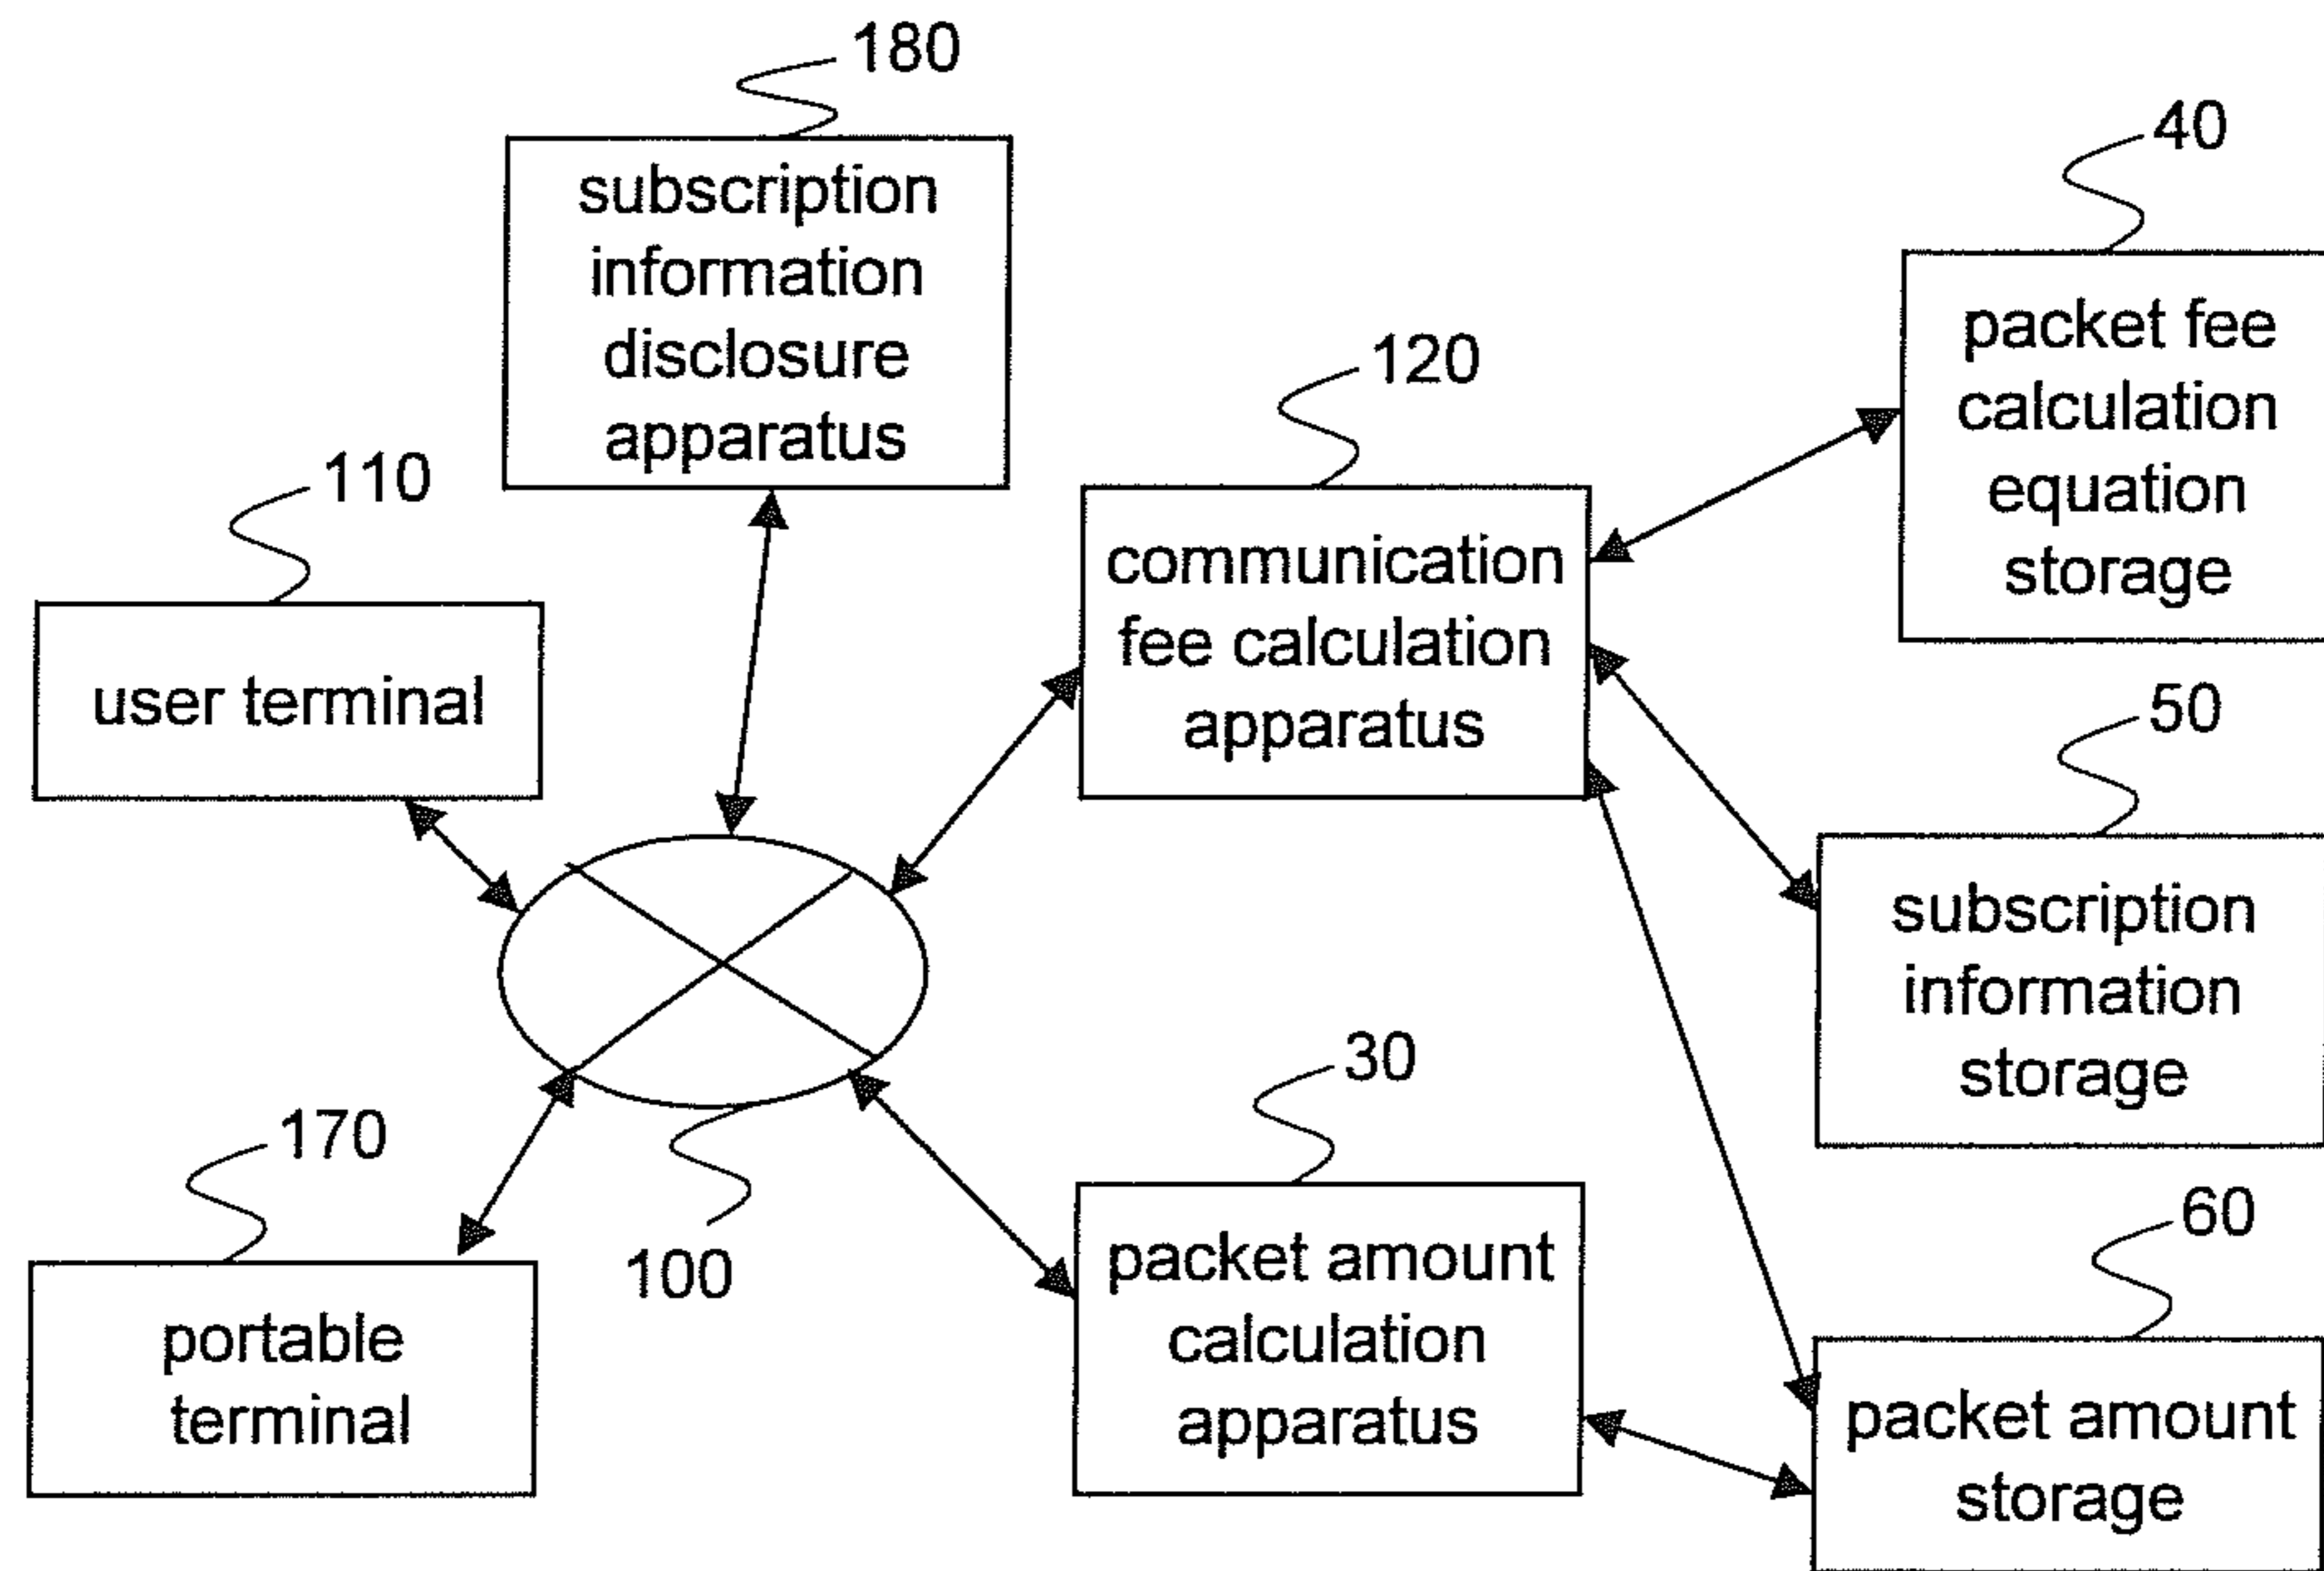 180
subscription
information
disclosure
apparatus
40
packet fee
calculation
equation
storage
120
communication
fee calculation
apparatus
110
user terminal
50
subscription
information
storage
30
packet amount
calculation
apparatus
170
portable
terminal
100
60
packet amount
storage